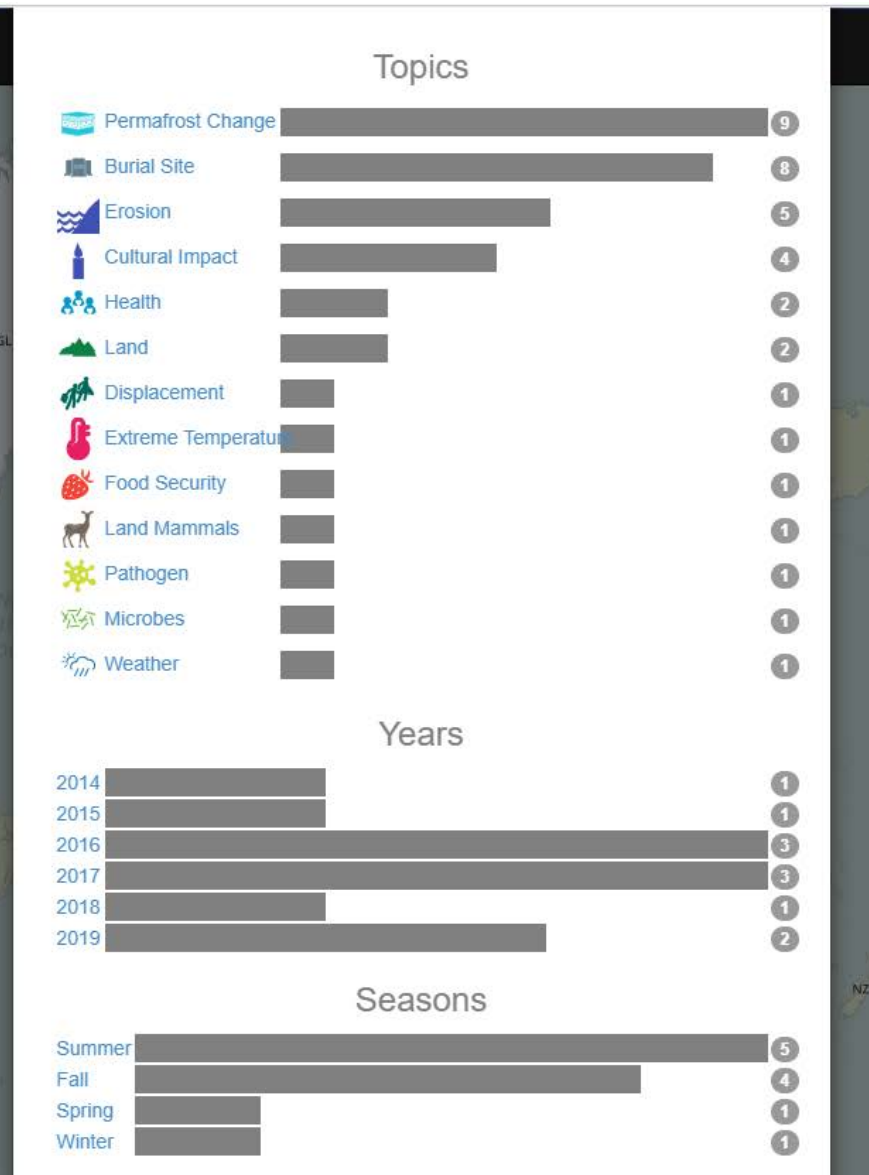 Topics
Permafrost Change 9
Burial Site 8
Erosion 5
Cultural Impact 4
Health 2
Land 2
Displacement 1
Extreme Temperatur 1
Food Security 1
Land Mammals 1
Pathogen 1
Microbes 1
Weather 1
Years
2014 1
2015 1
2016 3
2017 3
2018 1
2019 2
Seasons
NZ
Summer 5
Fall 4
Spring 1
Winter 1